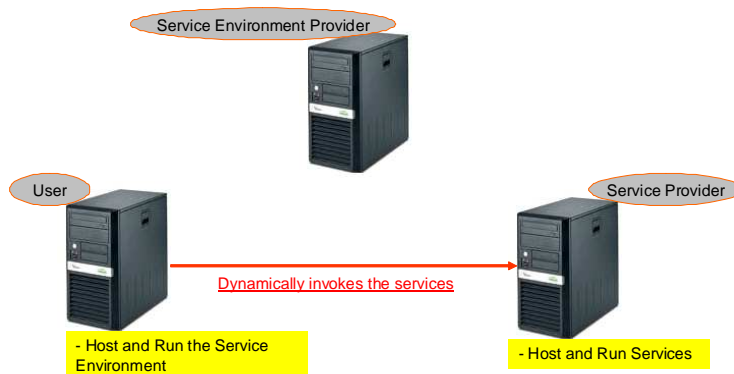 Service Environment Provider
User
Service Provider
Dynamically invokes the services
- Host and Run the Service
Environment
- Host and Run Services